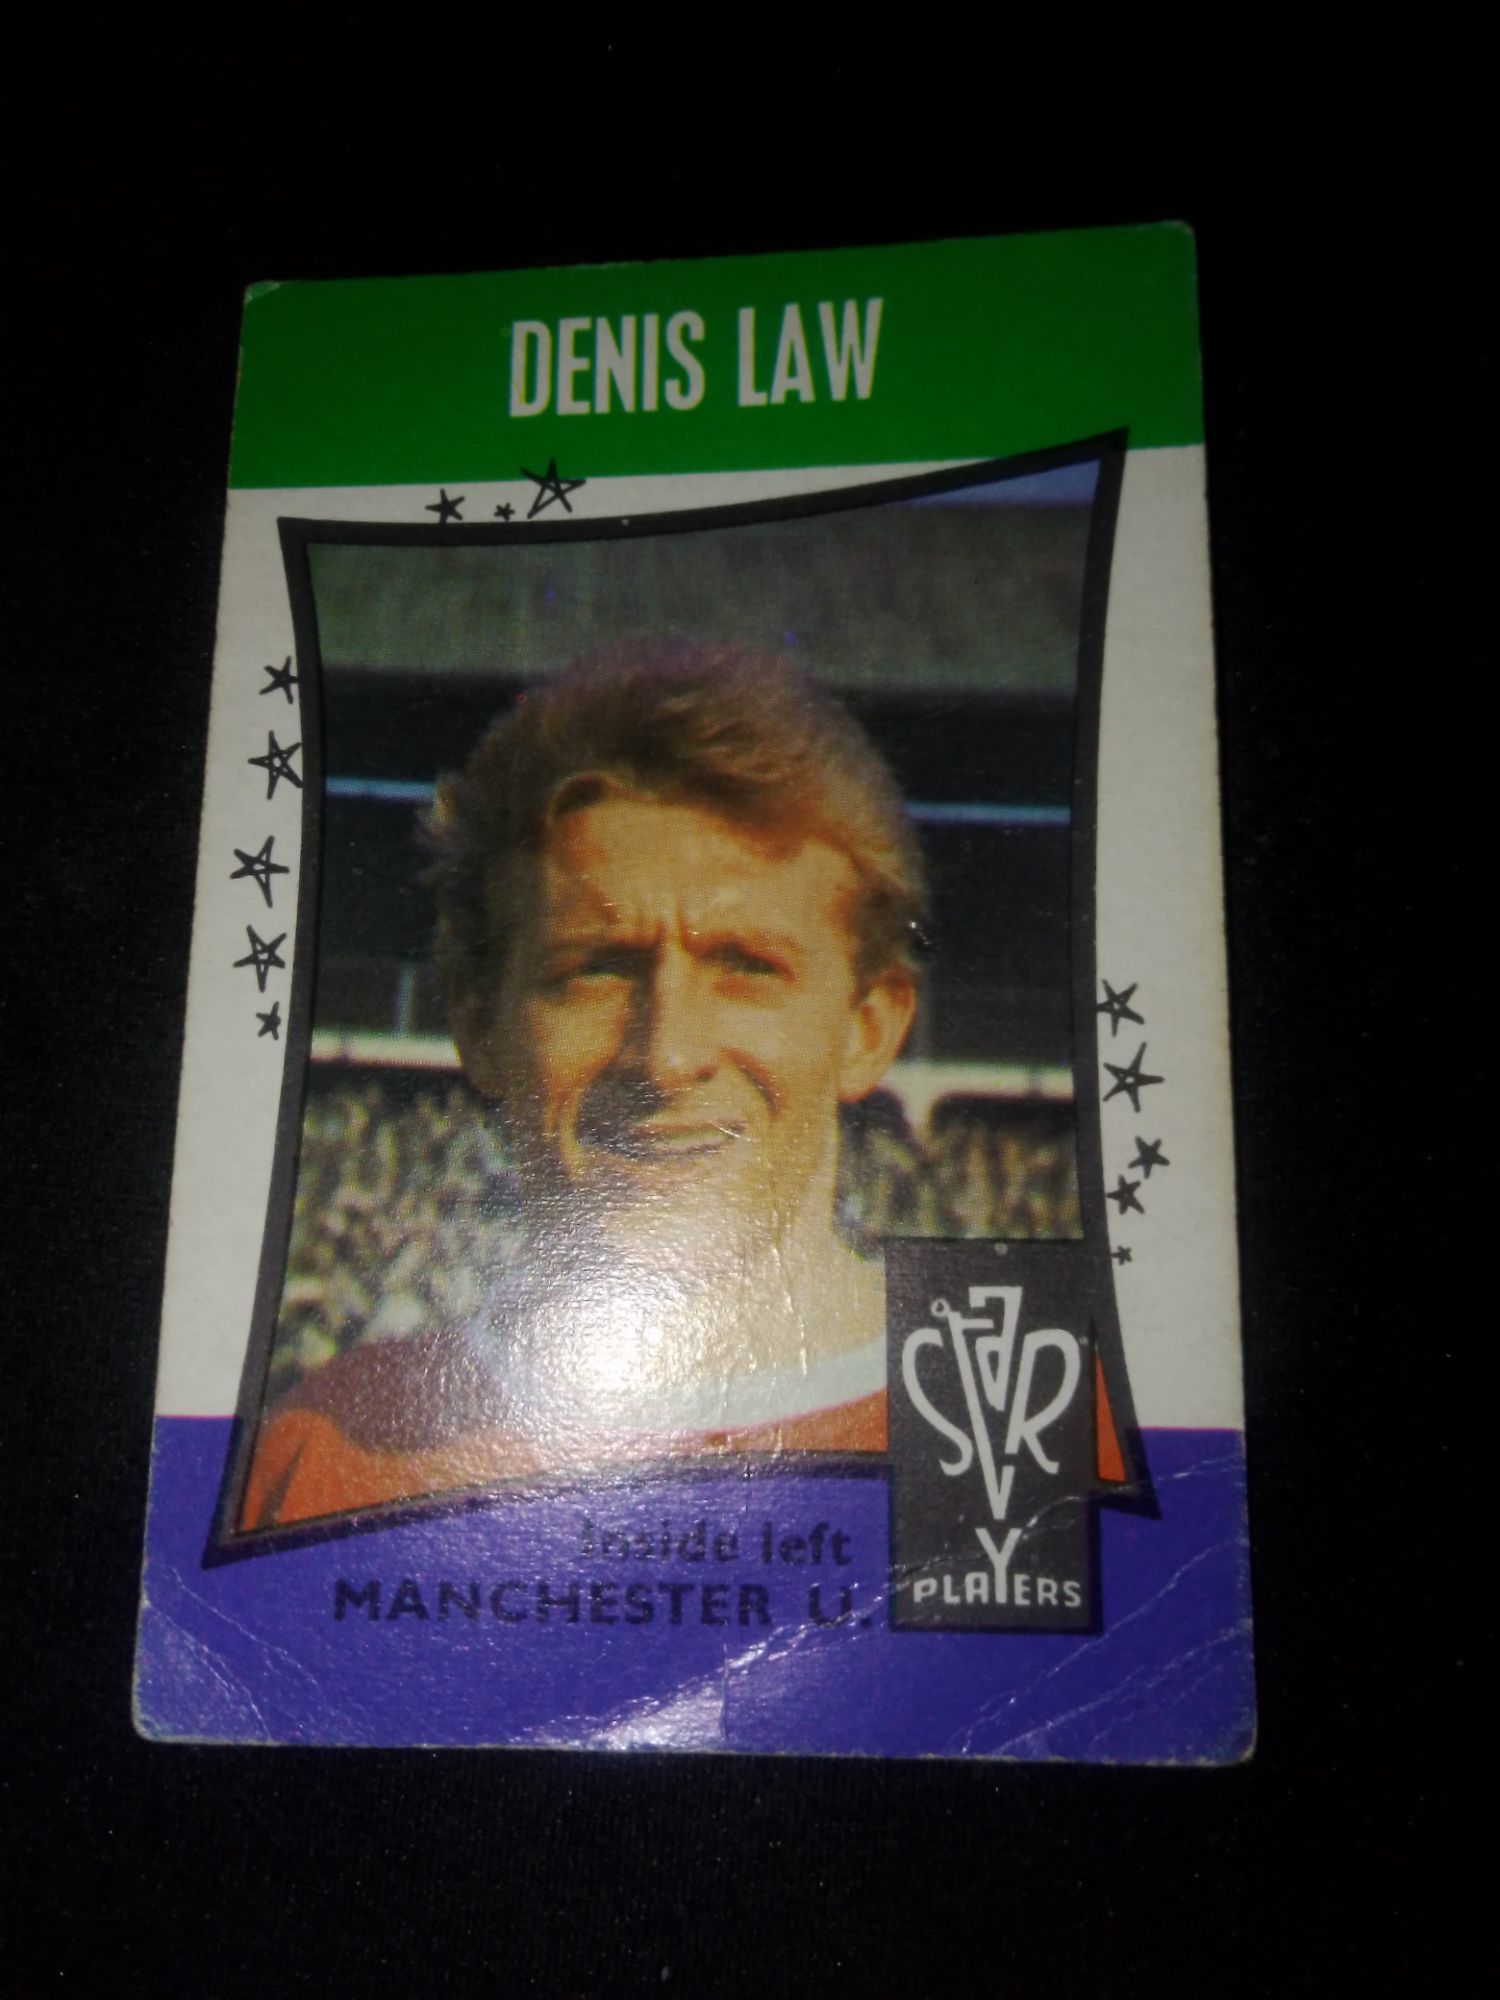 DENIS LAW
Inside left
MANCHESTER U.
STAR
PLAYERS